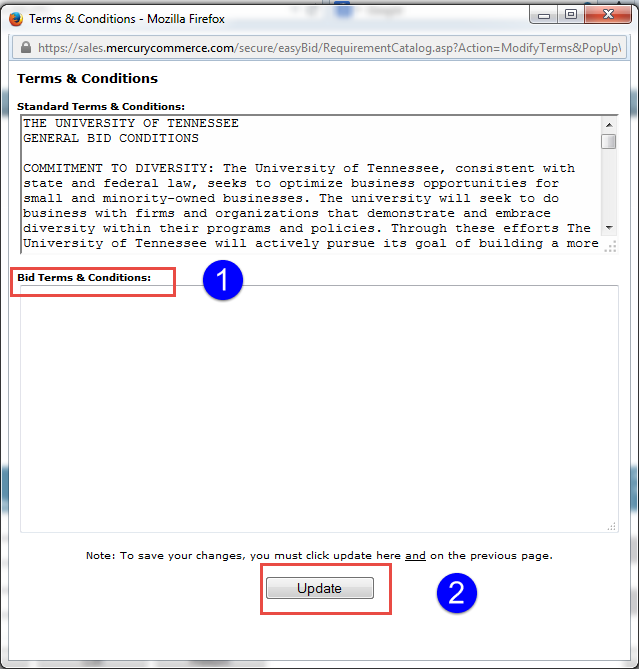 Terms & Conditions - Mozilla Firefox
https://sales.mercurycommerce.com/secure/easyBid/RequirementCatalog.asp?Action=ModifyTerms&PopUp
Terms & Conditions
Standard Terms & Conditions:
THE UNIVERSITY OF TENNESSEE
GENERAL BID CONDITIONS
COMMITMENT TO DIVERSITY: The University of Tennessee, consistent with
state and federal law, seeks to optimize business opportunities for
small and minority-owned businesses. The university will seek to do
business with firms and organizations that demonstrate and embrace
diversity within their programs and policies. Through these efforts The
University of Tennessee will actively pursue its goal of building a more
Bid Terms & Conditions:
1
Note: To save your changes, you must click update here and on the previous page.
Update
2